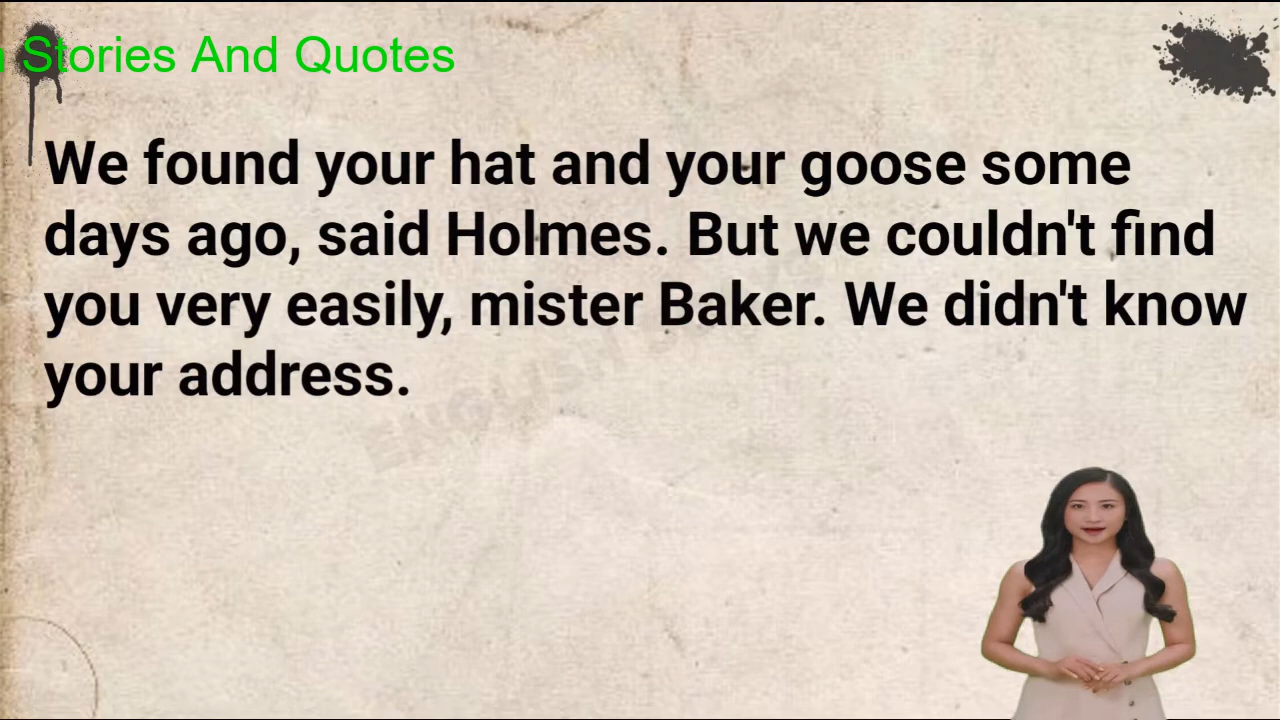 Stories And Quotes
We found your hat and your goose some
days ago, said Holmes. But we couldn't find
you very easily, mister Baker. We didn't know
your address.
ENGLISH